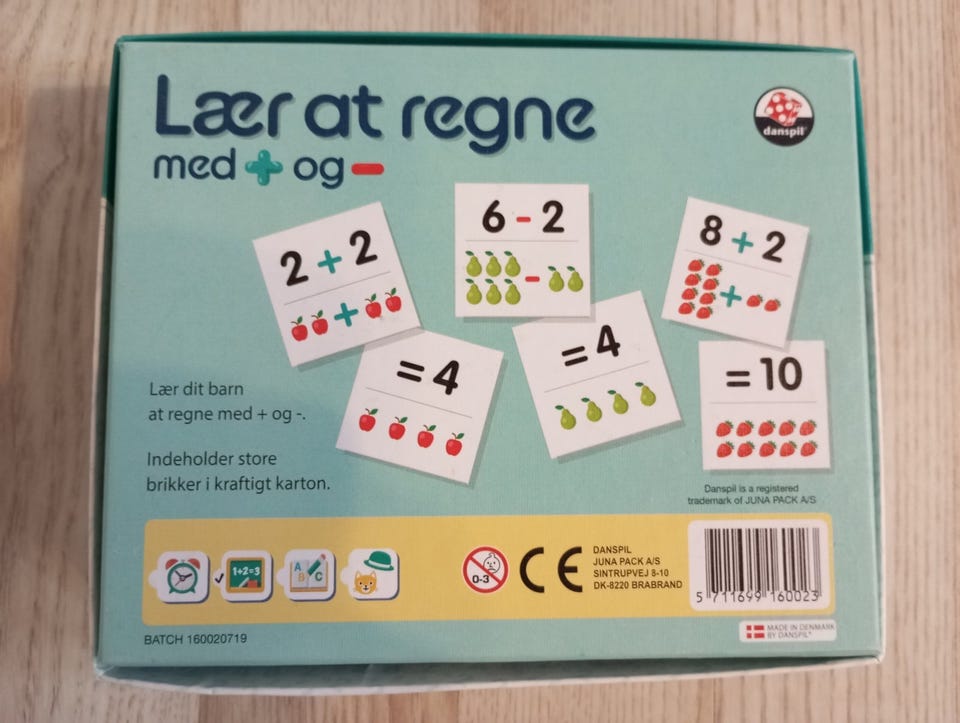 Lær at regne
med + og -
danspil
2 + 2
+
6 - 2
-
8 + 2
+
= 4
= 4
= 10
Lær dit barn
at regne med + og -.
Indeholder store
brikker i kraftigt karton.
Danspil is a registered
trademark of JUNA PACK A/S
1+2=3
A B C
0-3
CE
DANSPIL
JUNA PACK A/S
SINTRUPVEJ 8-10
DK-8220 BRABRAND
5 711699 160023
BATCH 160020719
MADE IN DENMARK
BY DANSPIL®